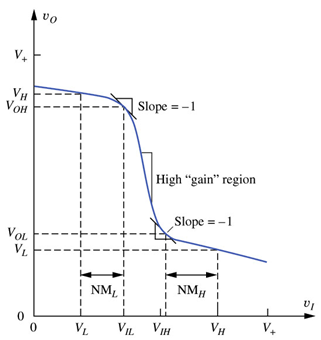 v_O
V_+
V_H
V_OH
Slope = –1
High “gain” region
Slope = –1
V_OL
V_L
NM_L
NM_H
0
0
V_L
V_IL
V_IH
V_H
V_+
v_I